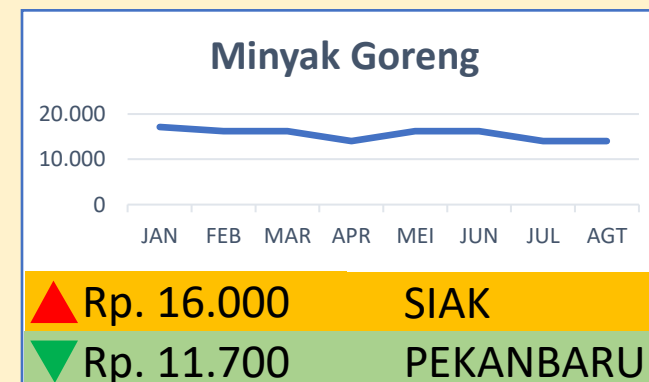 Minyak Goreng
20.000
10.000
0
JAN FEB MAR APR MEI JUN JUL AGT
Rp. 16.000 SIAK
Rp. 11.700 PEKANBARU